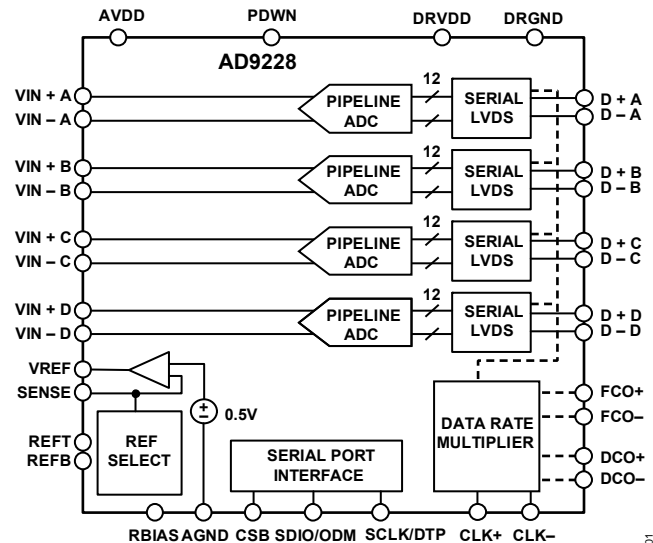 AVDD PDWN DRVDD DRGND
AD9228
VIN + A
VIN – A
PIPELINE
ADC
12
SERIAL
LVDS
D + A
D – A
VIN + B
VIN – B
PIPELINE
ADC
12
SERIAL
LVDS
D + B
D – B
VIN + C
VIN – C
PIPELINE
ADC
12
SERIAL
LVDS
D + C
D – C
VIN + D
VIN – D
PIPELINE
ADC
12
SERIAL
LVDS
D + D
D – D
VREF
SENSE
+
–
0.5V
REFT
REFB
REF
SELECT
SERIAL PORT
INTERFACE
DATA RATE
MULTIPLIER
FCO+
FCO–
DCO+
DCO–
RBIAS AGND CSB SDIO/ODM SCLK/DTP CLK+ CLK–